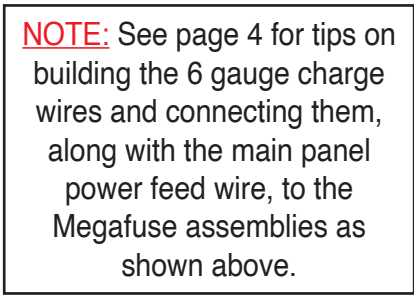 NOTE: See page 4 for tips on
building the 6 gauge charge
wires and connecting them,
along with the main panel
power feed wire, to the
Megafuse assemblies as
shown above.